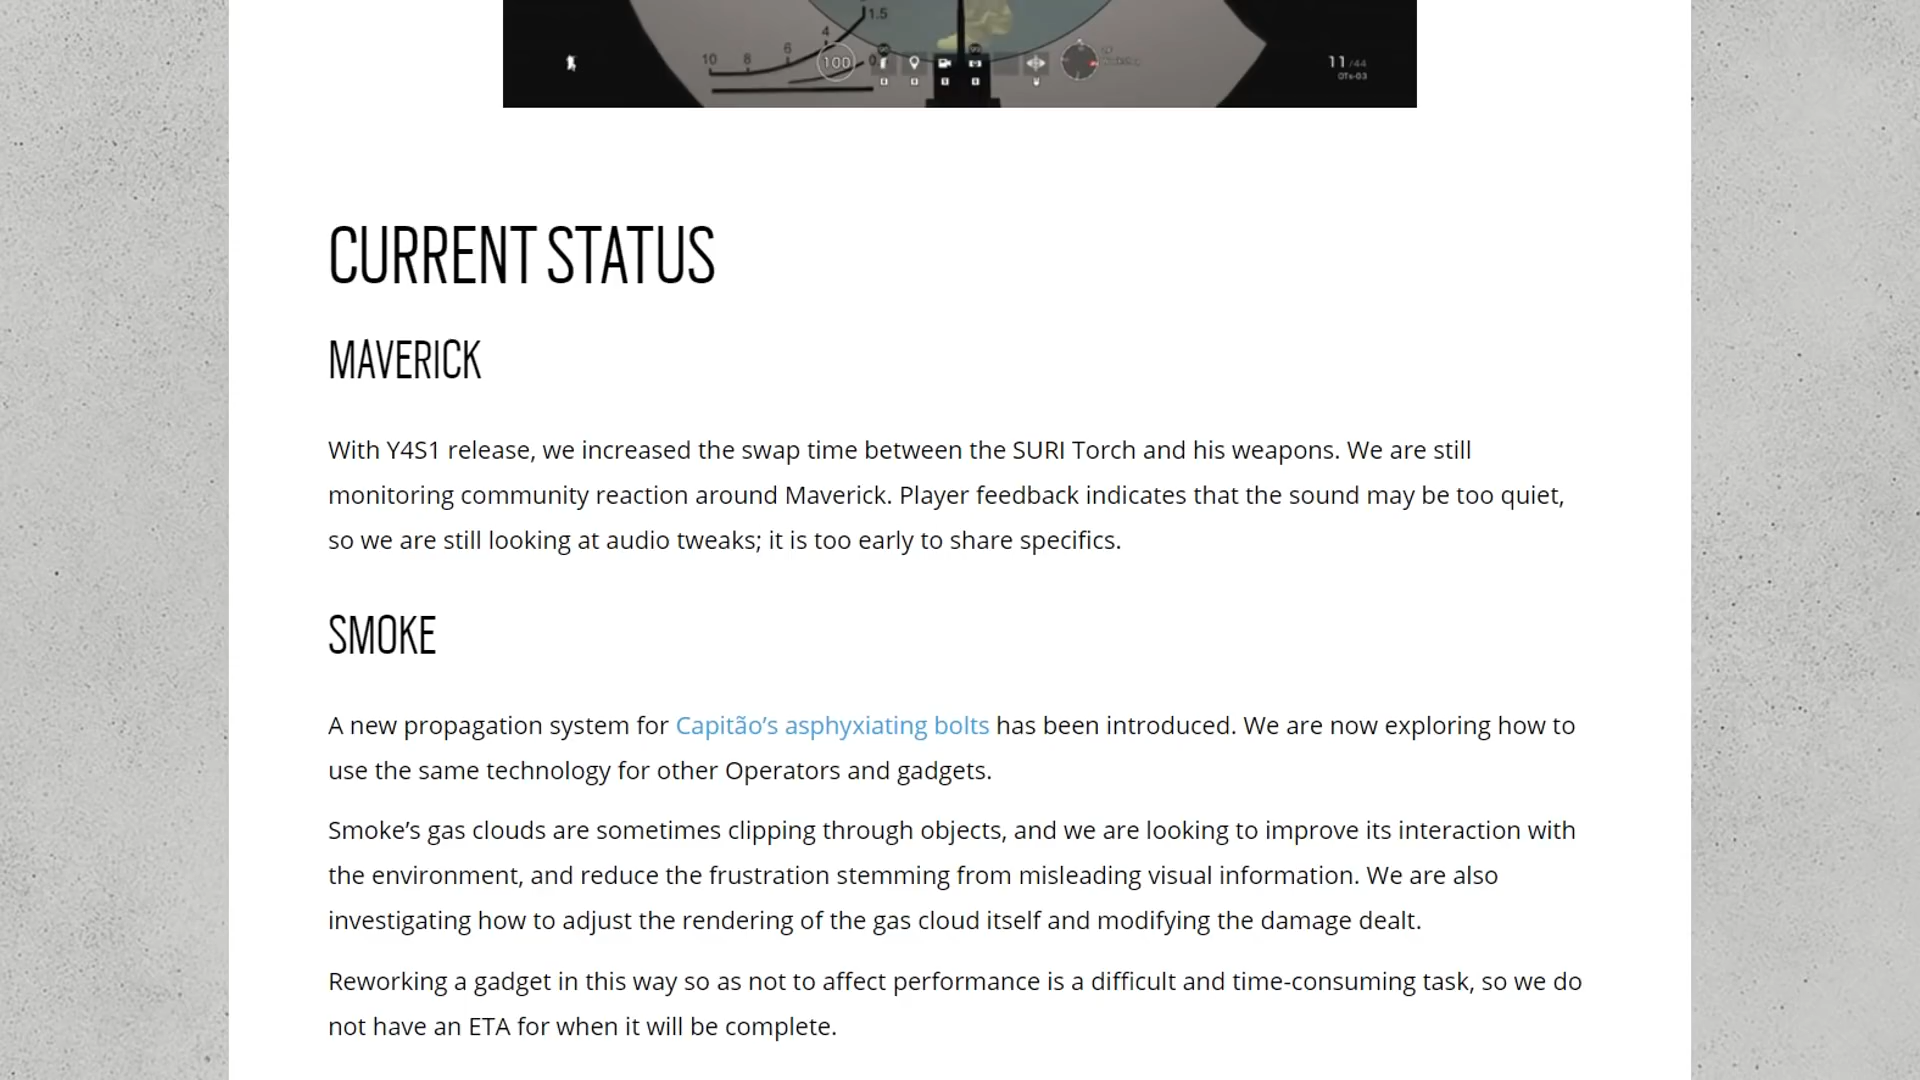 1.5
4
6
10 8
100
0
11 /44
OTs-03
CURRENT STATUS
MAVERICK
With Y4S1 release, we increased the swap time between the SURI Torch and his weapons. We are still
monitoring community reaction around Maverick. Player feedback indicates that the sound may be too quiet,
so we are still looking at audio tweaks; it is too early to share specifics.
SMOKE
A new propagation system for Capitão’s asphyxiating bolts has been introduced. We are now exploring how to
use the same technology for other Operators and gadgets.
Smoke’s gas clouds are sometimes clipping through objects, and we are looking to improve its interaction with
the environment, and reduce the frustration stemming from misleading visual information. We are also
investigating how to adjust the rendering of the gas cloud itself and modifying the damage dealt.
Reworking a gadget in this way so as not to affect performance is a difficult and time-consuming task, so we do
not have an ETA for when it will be complete.